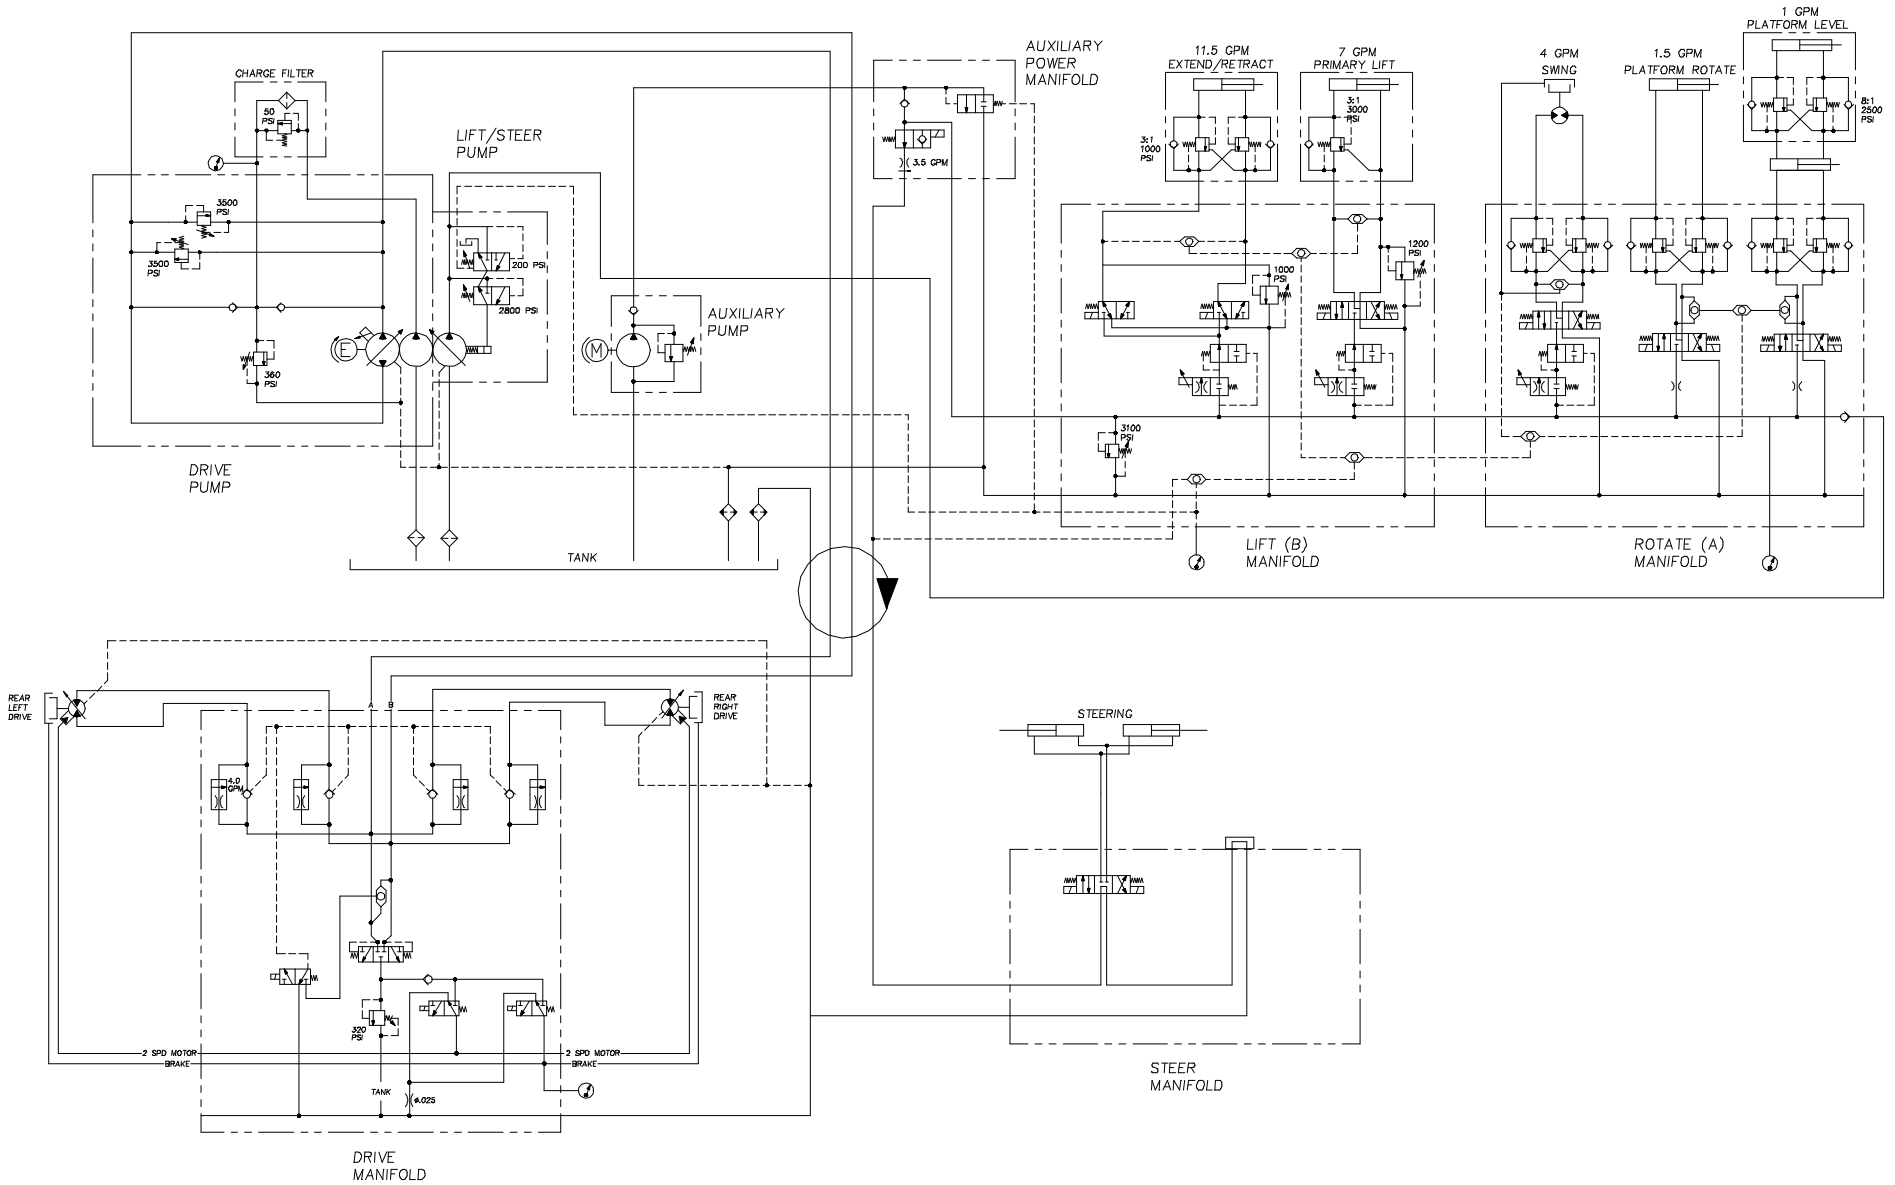 CHARGE FILTER
50
PSI
LIFT/STEER
PUMP
3500
PSI
3500
PSI
200 PSI
2800 PSI
360
PSI
E
DRIVE
PUMP
AUXILIARY
PUMP
M
TANK
AUXILIARY
POWER
MANIFOLD
3.5 GPM
11.5 GPM
EXTEND/RETRACT
3:1
1000
PSI
7 GPM
PRIMARY LIFT
3:1
3000
PSI
4 GPM
SWING
1.5 GPM
PLATFORM ROTATE
1 GPM
PLATFORM LEVEL
8:1
2500
PSI
1200
PSI
1000
PSI
3100
PSI
LIFT (B)
MANIFOLD
ROTATE (A)
MANIFOLD
REAR
LEFT
DRIVE
A
B
REAR
RIGHT
DRIVE
4.0
GPM
320
PSI
2 SPD MOTOR
2 SPD MOTOR
BRAKE
BRAKE
TANK
ø.025
DRIVE
MANIFOLD
STEERING
STEER
MANIFOLD